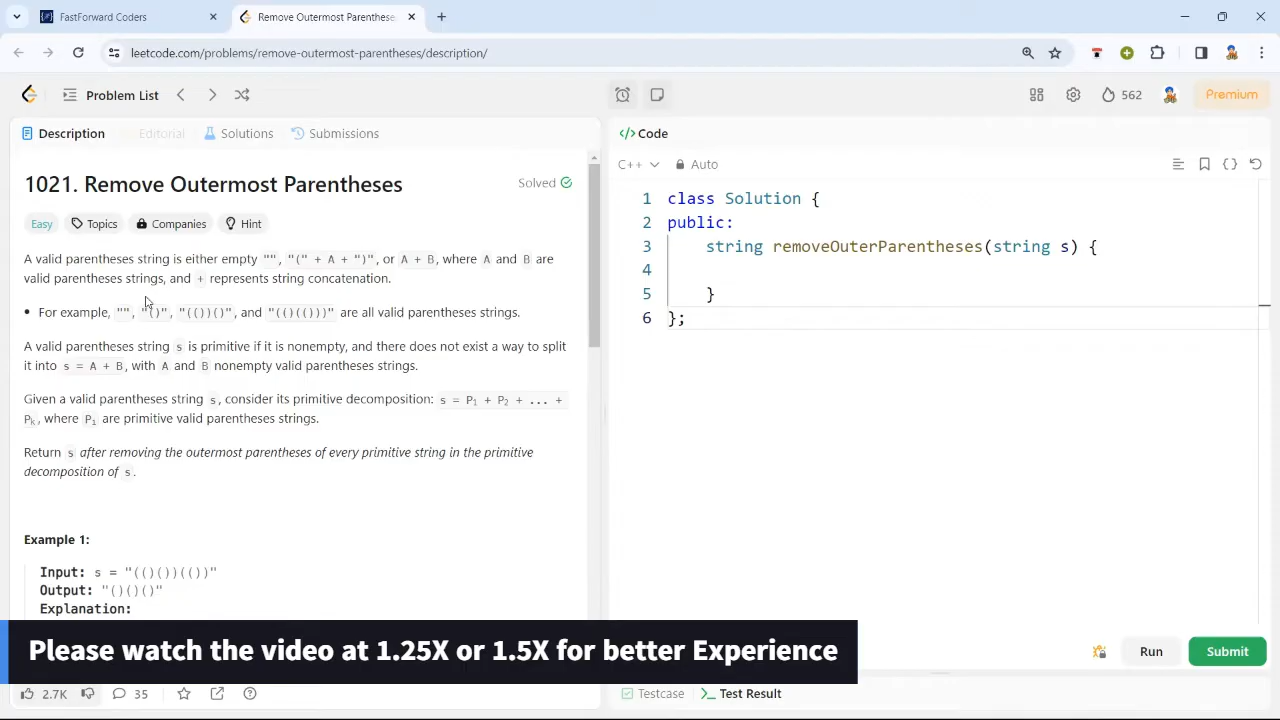 FastForward Coders
Remove Outermost Parenthese
leetcode.com/problems/remove-outermost-parentheses/description/
Problem List
562
Premium
Description
Editorial
Solutions
Submissions
</> Code
1021. Remove Outermost Parentheses
Solved
C++
Auto
Easy
Topics
Companies
Hint
A valid parentheses string is either empty "", "(" + A + ")", or A + B, where A and B are
valid parentheses strings, and + represents string concatenation.
• For example, "", "()", "(())()", and "(()(()))" are all valid parentheses strings.
A valid parentheses string s is primitive if it is nonempty, and there does not exist a way to split
it into s = A + B, with A and B nonempty valid parentheses strings.
Given a valid parentheses string s, consider its primitive decomposition: s = P₁ + P₂ + ... +
Pₖ, where Pᵢ are primitive valid parentheses strings.
Return s after removing the outermost parentheses of every primitive string in the primitive
decomposition of s.
Example 1:
Input: s = "(()())(())"
Output: "()()()"
Explanation:
1 class Solution {
2 public:
3 string removeOuterParentheses(string s) {
4
5 }
6 };
Please watch the video at 1.25X or 1.5X for better Experience
Run
Submit
2.7K
35
Testcase
Test Result